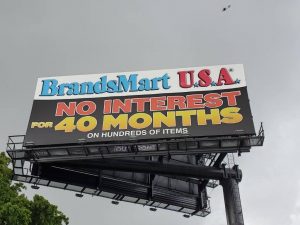 BrandsMart U.S.A.
NO INTEREST
FOR 40 MONTHS
ON HUNDREDS OF ITEMS